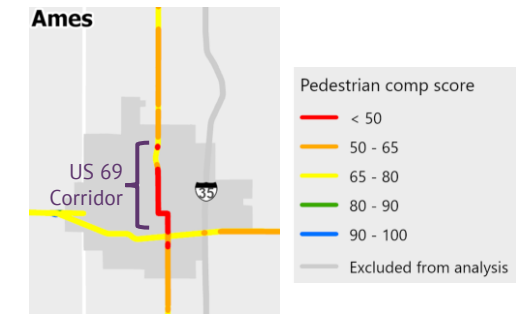 Ames
US 69
Corridor
35
Pedestrian comp score
< 50
50 - 65
65 - 80
80 - 90
90 - 100
Excluded from analysis